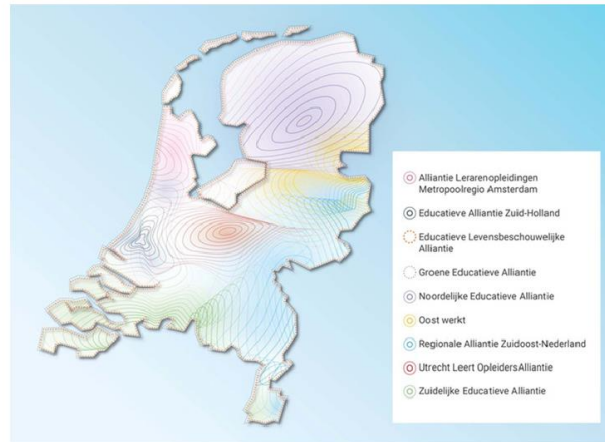 Alliantie Lerarenopleidingen
Metropoolregio Amsterdam
Educatieve Alliantie Zuid-Holland
Educatieve Levensbeschouwelijke
Alliantie
Groene Educatieve Alliantie
Noordelijke Educatieve Alliantie
Oost werkt
Regionale Alliantie Zuidoost-Nederland
Utrecht Leert OpleidersAlliantie
Zuidelijke Educatieve Alliantie